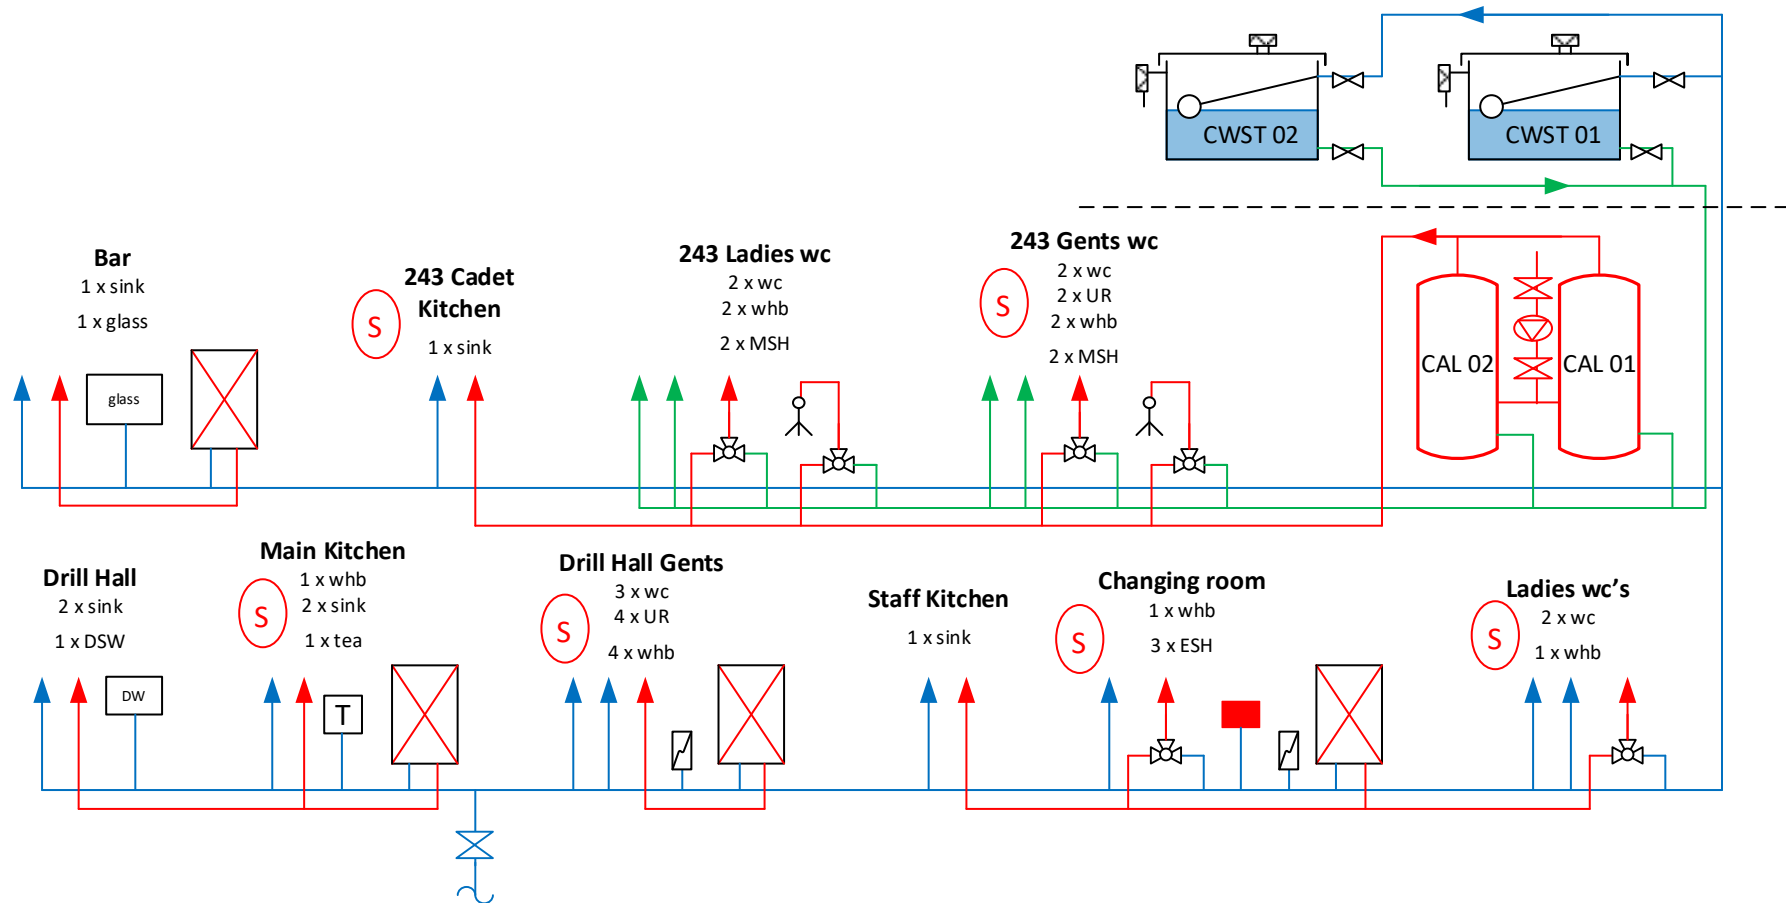 CWST 02
CWST 01
Bar
1 x sink
1 x glass
glass
S
243 Cadet
Kitchen
1 x sink
243 Ladies wc
2 x wc
2 x whb
2 x MSH
S
243 Gents wc
2 x wc
2 x UR
2 x whb
2 x MSH
CAL 02
CAL 01
Drill Hall
2 x sink
1 x DSW
DW
S
Main Kitchen
1 x whb
2 x sink
1 x tea
T
S
Drill Hall Gents
3 x wc
4 x UR
4 x whb
Staff Kitchen
1 x sink
S
Changing room
1 x whb
3 x ESH
S
Ladies wc’s
2 x wc
1 x whb